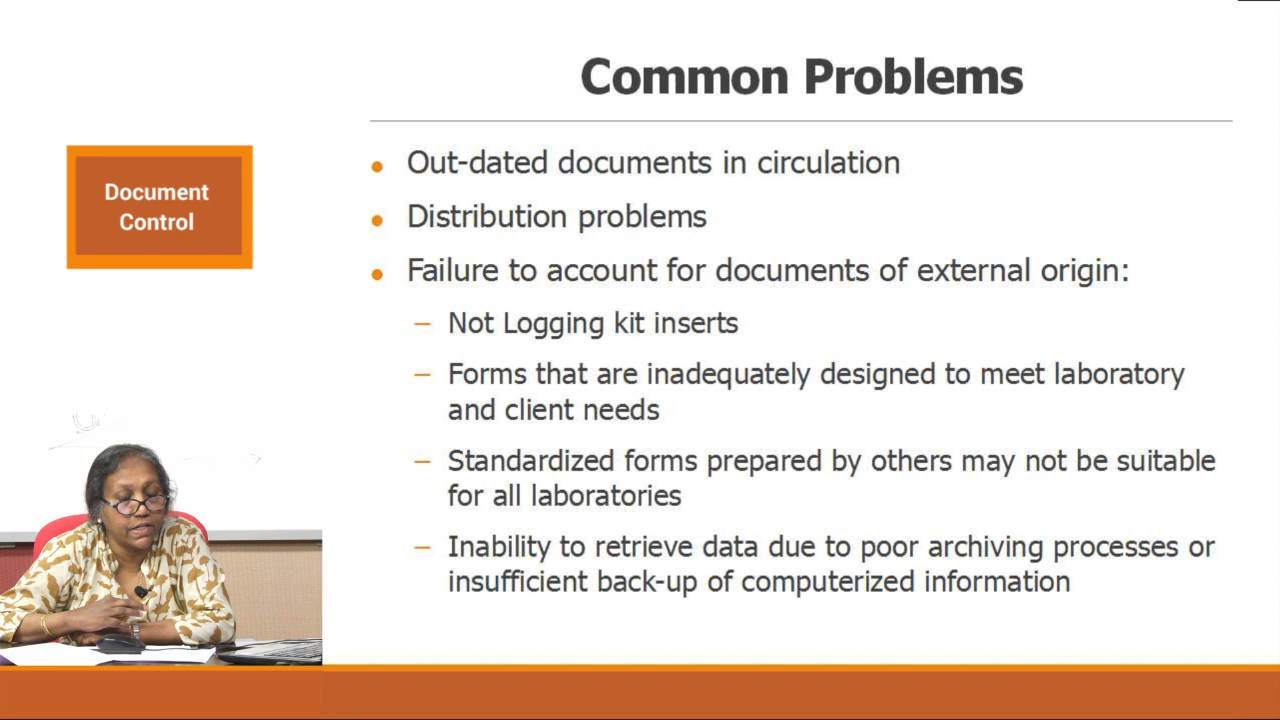 Common Problems
Document
Control
Out-dated documents in circulation
Distribution problems
Failure to account for documents of external origin:
– Not Logging kit inserts
– Forms that are inadequately designed to meet laboratory
and client needs
– Standardized forms prepared by others may not be suitable
for all laboratories
– Inability to retrieve data due to poor archiving processes or
insufficient back-up of computerized information